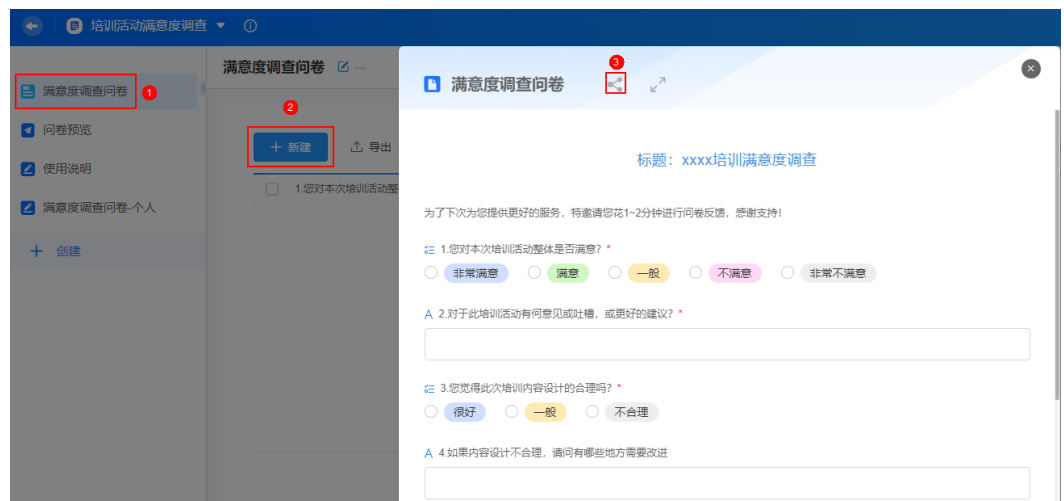 培训活动满意度调查
满意度调查问卷 1
问卷预览
使用说明
满意度调查问卷-个人
+ 创建
满意度调查问卷
2
+ 新建 导出
1.您对本次培训活动整
满意度调查问卷
3
标题：xxxx培训满意度调查
为了下次为您提供更好的服务，特邀请您花1~2分钟进行问卷反馈，感谢支持！
1.您对本次培训活动整体是否满意？ *
非常满意 满意 一般 不满意 非常不满意
A 2.对于此培训活动有何意见或吐槽，或更好的建议？ *
3.您觉得此次培训内容设计的合理吗？ *
很好 一般 不合理
A 4.如果内容设计不合理，请问有哪些地方需要改进